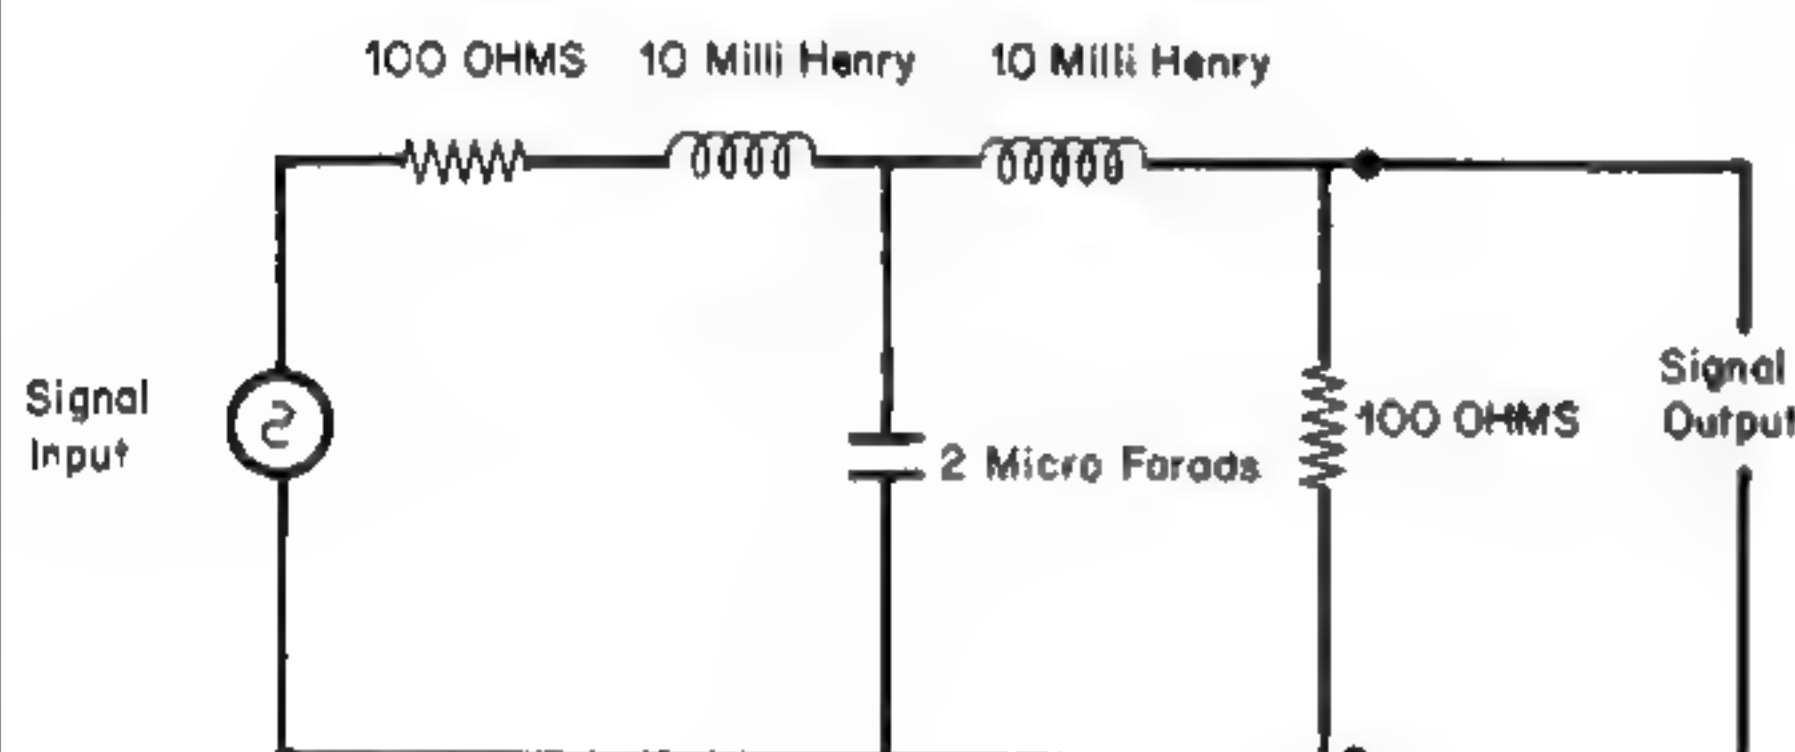 100 OHMS 10 Milli Henry 10 Milli Henry
Signal
Input
2 Micro Farads
100 OHMS
Signal
Output